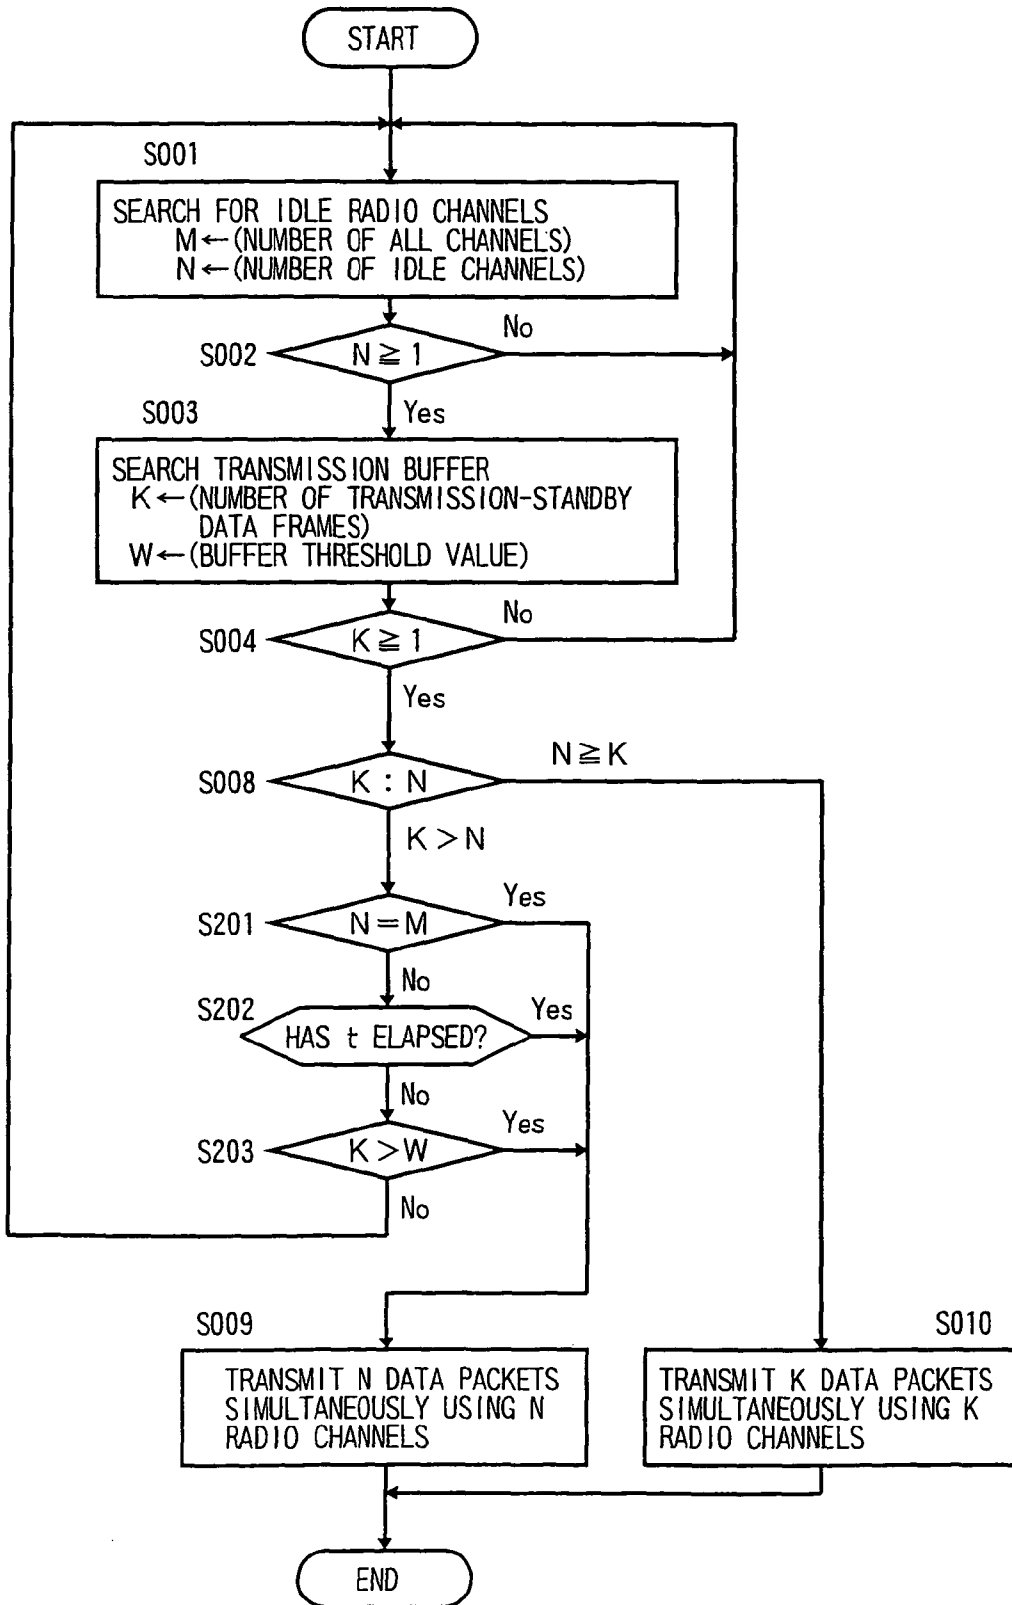 START
S001
SEARCH FOR IDLE RADIO CHANNELS
M←(NUMBER OF ALL CHANNELS)
N←(NUMBER OF IDLE CHANNELS)
No
S002
N≧1
Yes
S003
SEARCH TRANSMISSION BUFFER
K←(NUMBER OF TRANSMISSION-STANDBY
DATA FRAMES)
W←(BUFFER THRESHOLD VALUE)
No
S004
K≧1
Yes
N≧K
S008
K : N
K>N
Yes
S201
N=M
No
S202
Yes
HAS t ELAPSED?
No
Yes
S203
K>W
No
S009
S010
TRANSMIT N DATA PACKETS
SIMULTANEOUSLY USING N
RADIO CHANNELS
TRANSMIT K DATA PACKETS
SIMULTANEOUSLY USING K
RADIO CHANNELS
END